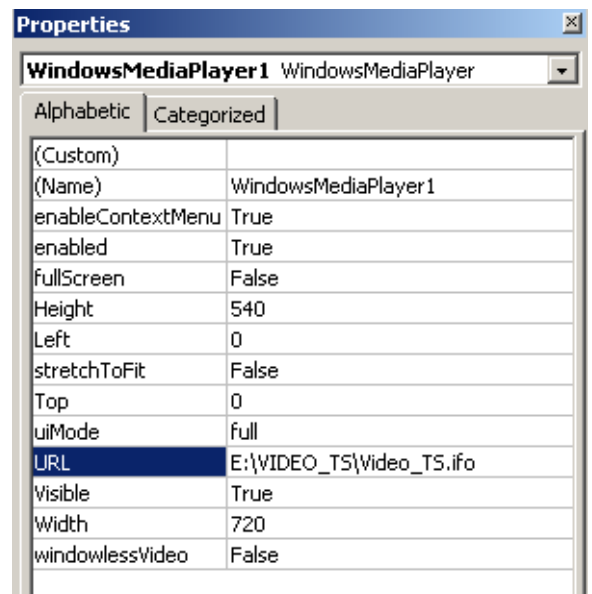 Properties
WindowsMediaPlayer1 WindowsMediaPlayer
Alphabetic Categorized
(Custom)
(Name) WindowsMediaPlayer1
enableContextMenu True
enabled True
fullScreen False
Height 540
Left 0
stretchToFit False
Top 0
uiMode full
URL E:\VIDEO_TS\Video_TS.ifo
Visible True
Width 720
windowlessVideo False